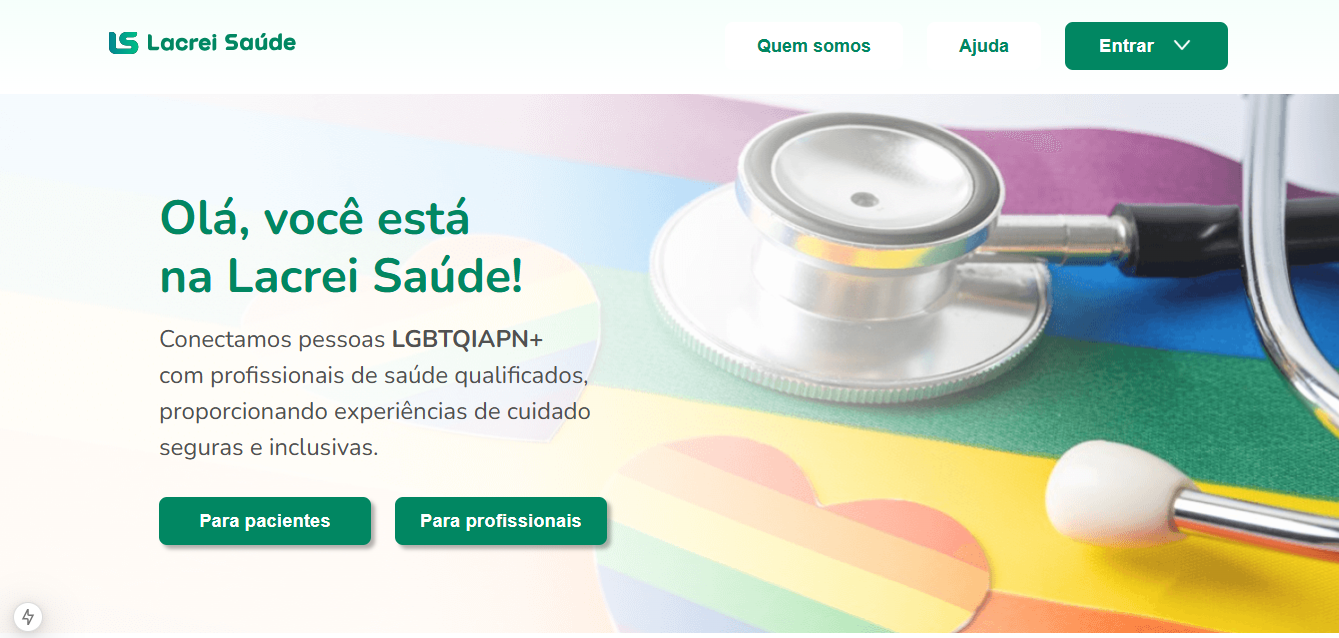 LS Lacrei Saúde
Quem somos
Ajuda
Entrar
Olá, você está
na Lacrei Saúde!
Conectamos pessoas LGBTQIAPN+
com profissionais de saúde qualificados,
proporcionando experiências de cuidado
seguras e inclusivas.
Para pacientes
Para profissionais